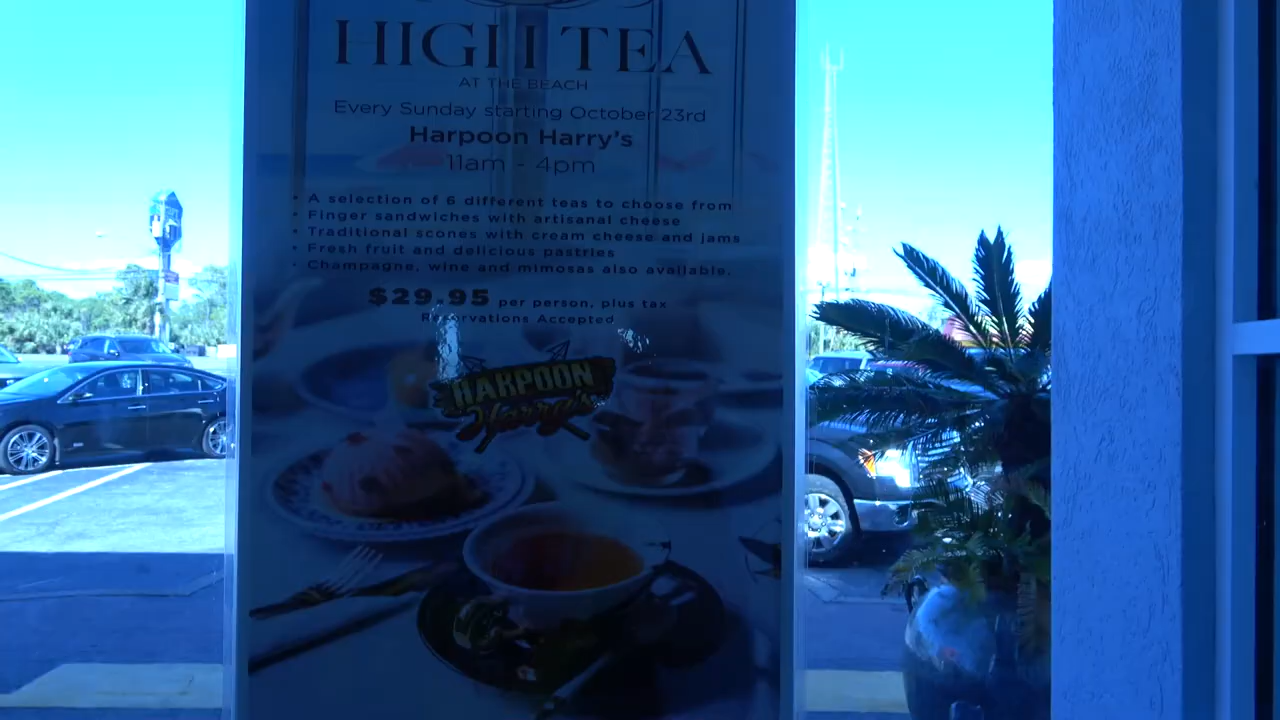 HIGH TEA
AT THE BEACH
Every Sunday starting October 23rd
Harpoon Harry's
11am - 4pm
• A selection of 6 different teas to choose from
• Finger sandwiches with artisanal cheese
• Traditional scones with cream cheese and jams
• Fresh fruit and delicious pastries
• Champagne, wine and mimosas also available.
$29.95 per person, plus tax
Reservations Accepted
HARPOON
Harry's